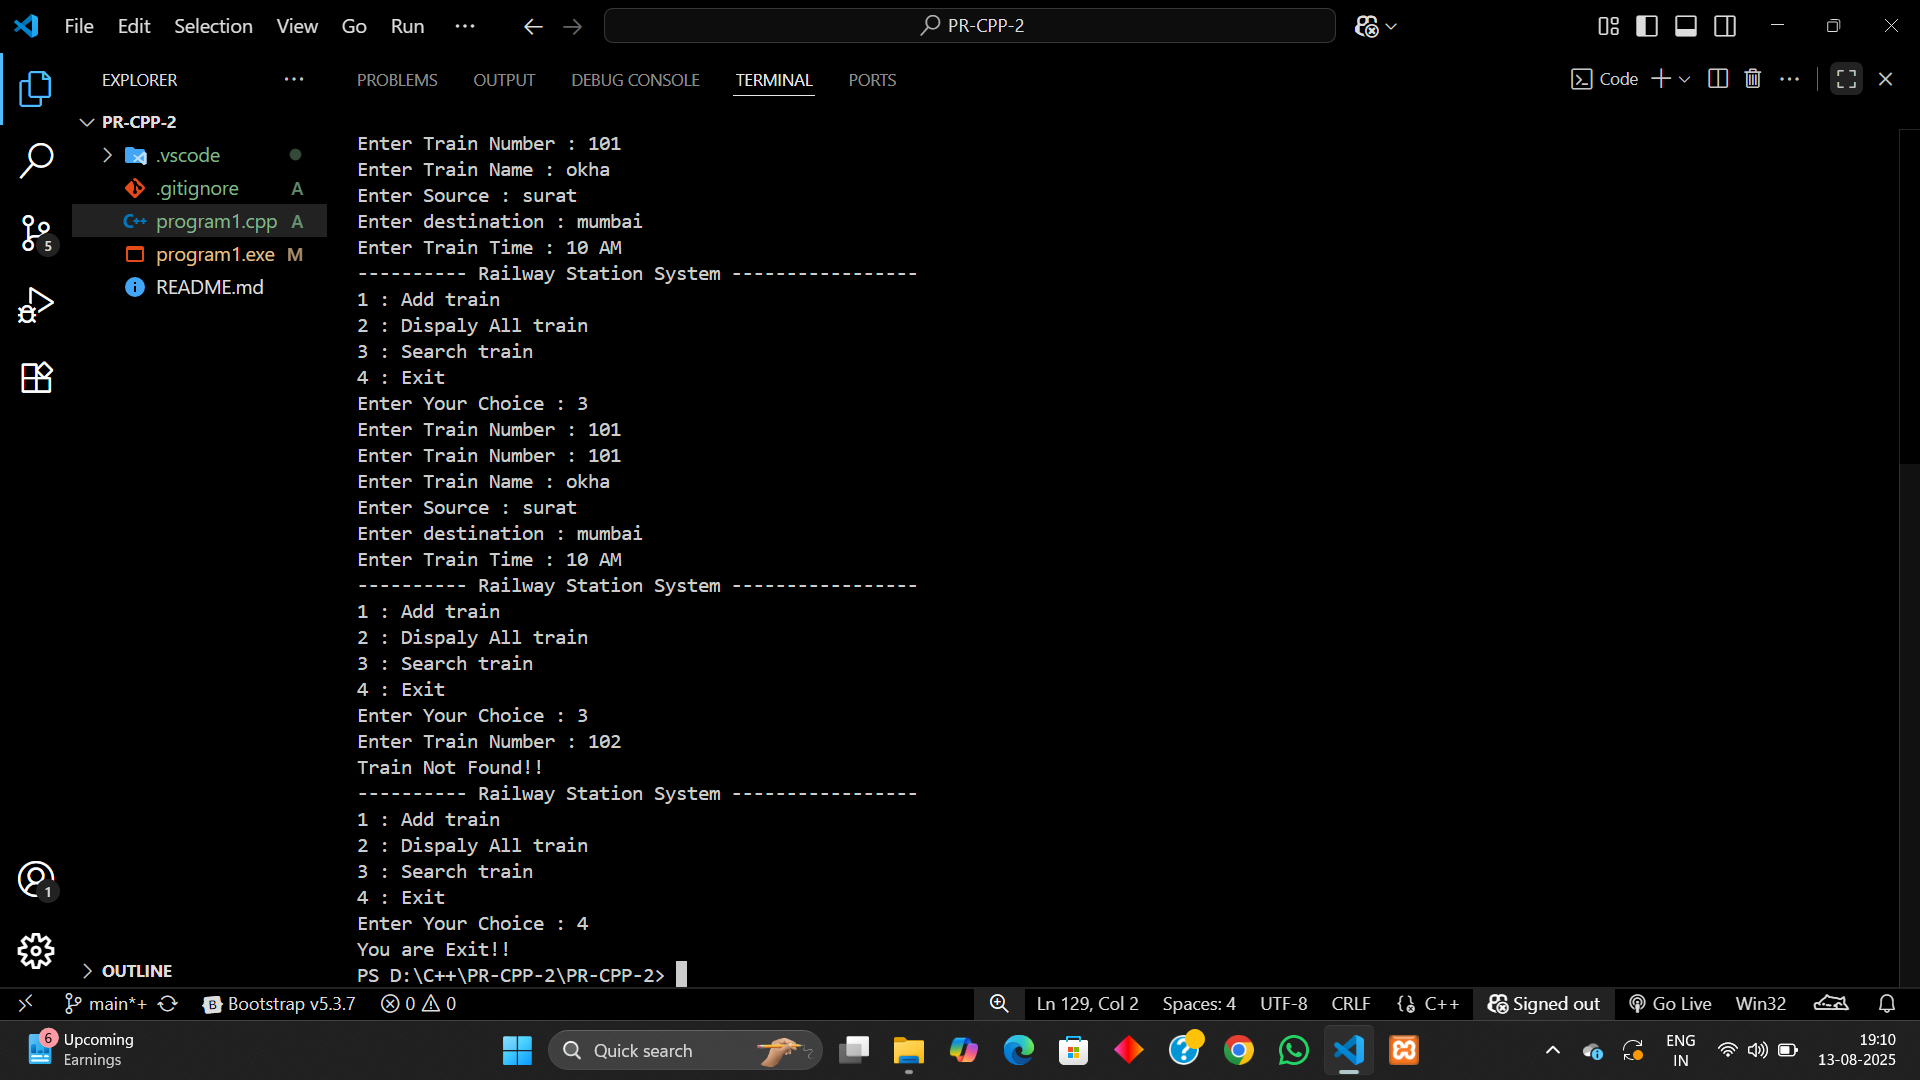 File Edit Selection View Go Run ··· PR-CPP-2
EXPLORER ···
PROBLEMS OUTPUT DEBUG CONSOLE TERMINAL PORTS
Code
PR-CPP-2
.vscode
.gitignore A
program1.cpp A
program1.exe M
README.md
5
1
OUTLINE
Enter Train Number : 101
Enter Train Name : okha
Enter Source : surat
Enter destination : mumbai
Enter Train Time : 10 AM
---------- Railway Station System -----------------
1 : Add train
2 : Dispaly All train
3 : Search train
4 : Exit
Enter Your Choice : 3
Enter Train Number : 101
Enter Train Number : 101
Enter Train Name : okha
Enter Source : surat
Enter destination : mumbai
Enter Train Time : 10 AM
---------- Railway Station System -----------------
1 : Add train
2 : Dispaly All train
3 : Search train
4 : Exit
Enter Your Choice : 3
Enter Train Number : 102
Train Not Found!!
---------- Railway Station System -----------------
1 : Add train
2 : Dispaly All train
3 : Search train
4 : Exit
Enter Your Choice : 4
You are Exit!!
PS D:\C++\PR-CPP-2\PR-CPP-2>
main*+ Bootstrap v5.3.7 0 0 Ln 129, Col 2 Spaces: 4 UTF-8 CRLF {} C++ Signed out Go Live Win32
6 Upcoming
Earnings
Quick search
ENG
IN
19:10
13-08-2025